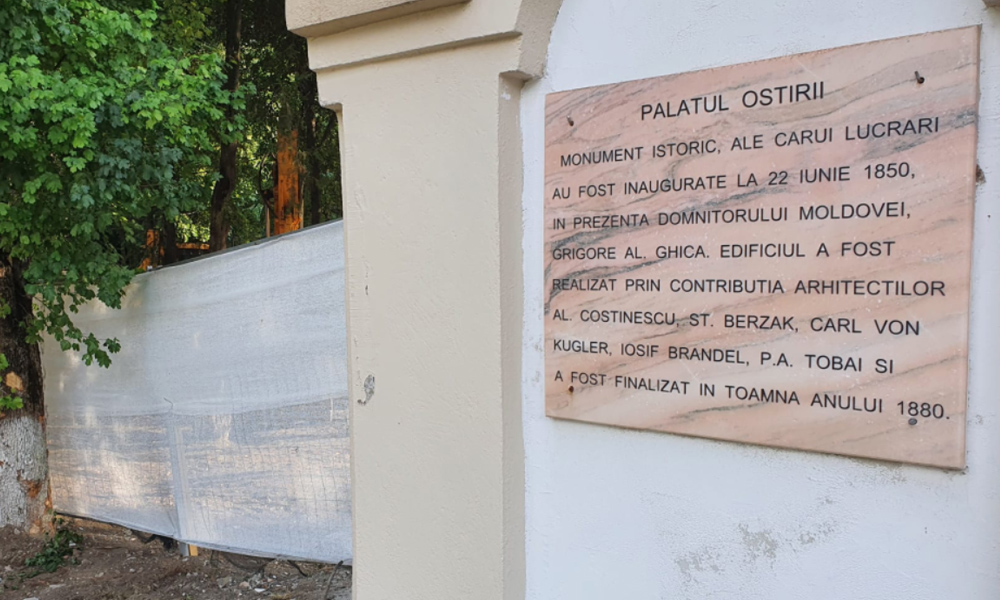 PALATUL OSTIRII
MONUMENT ISTORIC, ALE CARUI LUCRARI
AU FOST INAUGURATE LA 22 IUNIE 1850,
IN PREZENTA DOMNITORULUI MOLDOVEI,
GRIGORE AL. GHICA. EDIFICIUL A FOST
REALIZAT PRIN CONTRIBUTIA ARHITECTILOR
AL. COSTINESCU, ST. BERZAK, CARL VON
KUGLER, IOSIF BRANDEL, P.A. TOBAI SI
A FOST FINALIZAT IN TOAMNA ANULUI 1880.